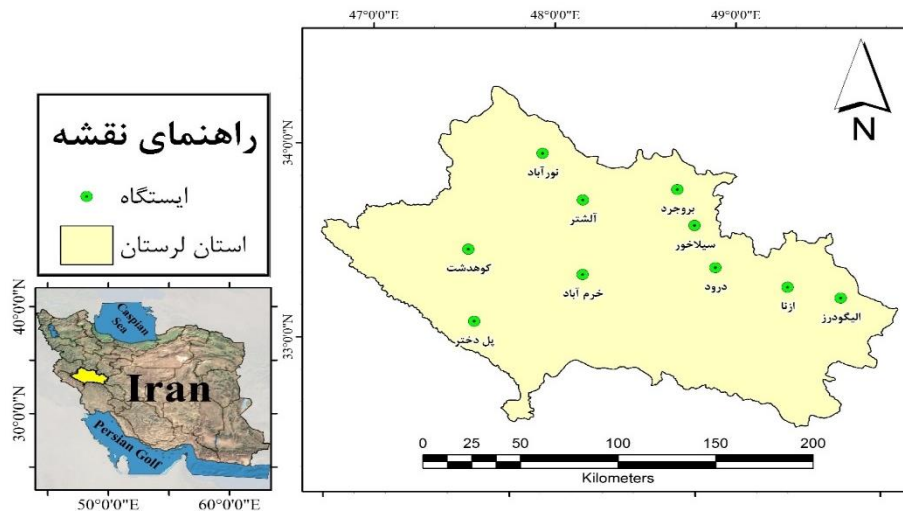 47°0'0"E
48°0'0"E
49°0'0"E
34°0'0"N
33°0'0"N
N
راهنمای نقشه
ایستگاه
استان لرستان
نورآباد
آلشتر
بروجرد
سیلاخور
کوهدشت
خرم آباد
درود
ازنا
الیگودرز
پل دختر
40°0'0"N
30°0'0"N
Caspian
Sea
Iran
Persian Golf
50°0'0"E
60°0'0"E
0 25 50 100 150 200
Kilometers